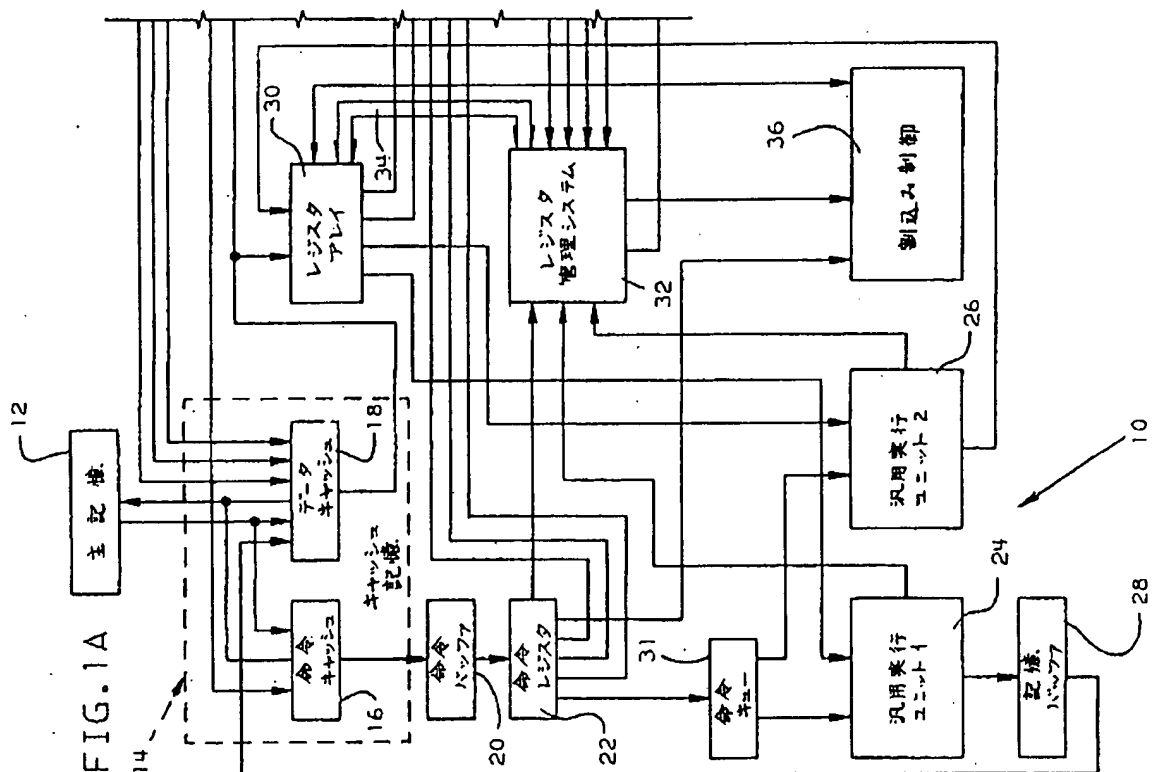 FIG. 1A
12
主記憶
14
18
データ
キャッシュ
キャッシュ
記憶
命令
キャッシュ
16
命令
バッファ
20
命令
レジスタ
22
30
レジスタ
アレイ
34
レジスタ
管理システム
32
31
命令
キュー
汎用実行
ユニット1
24
汎用実行
ユニット2
26
36
割込み制御
記憶
バッファ
28
10